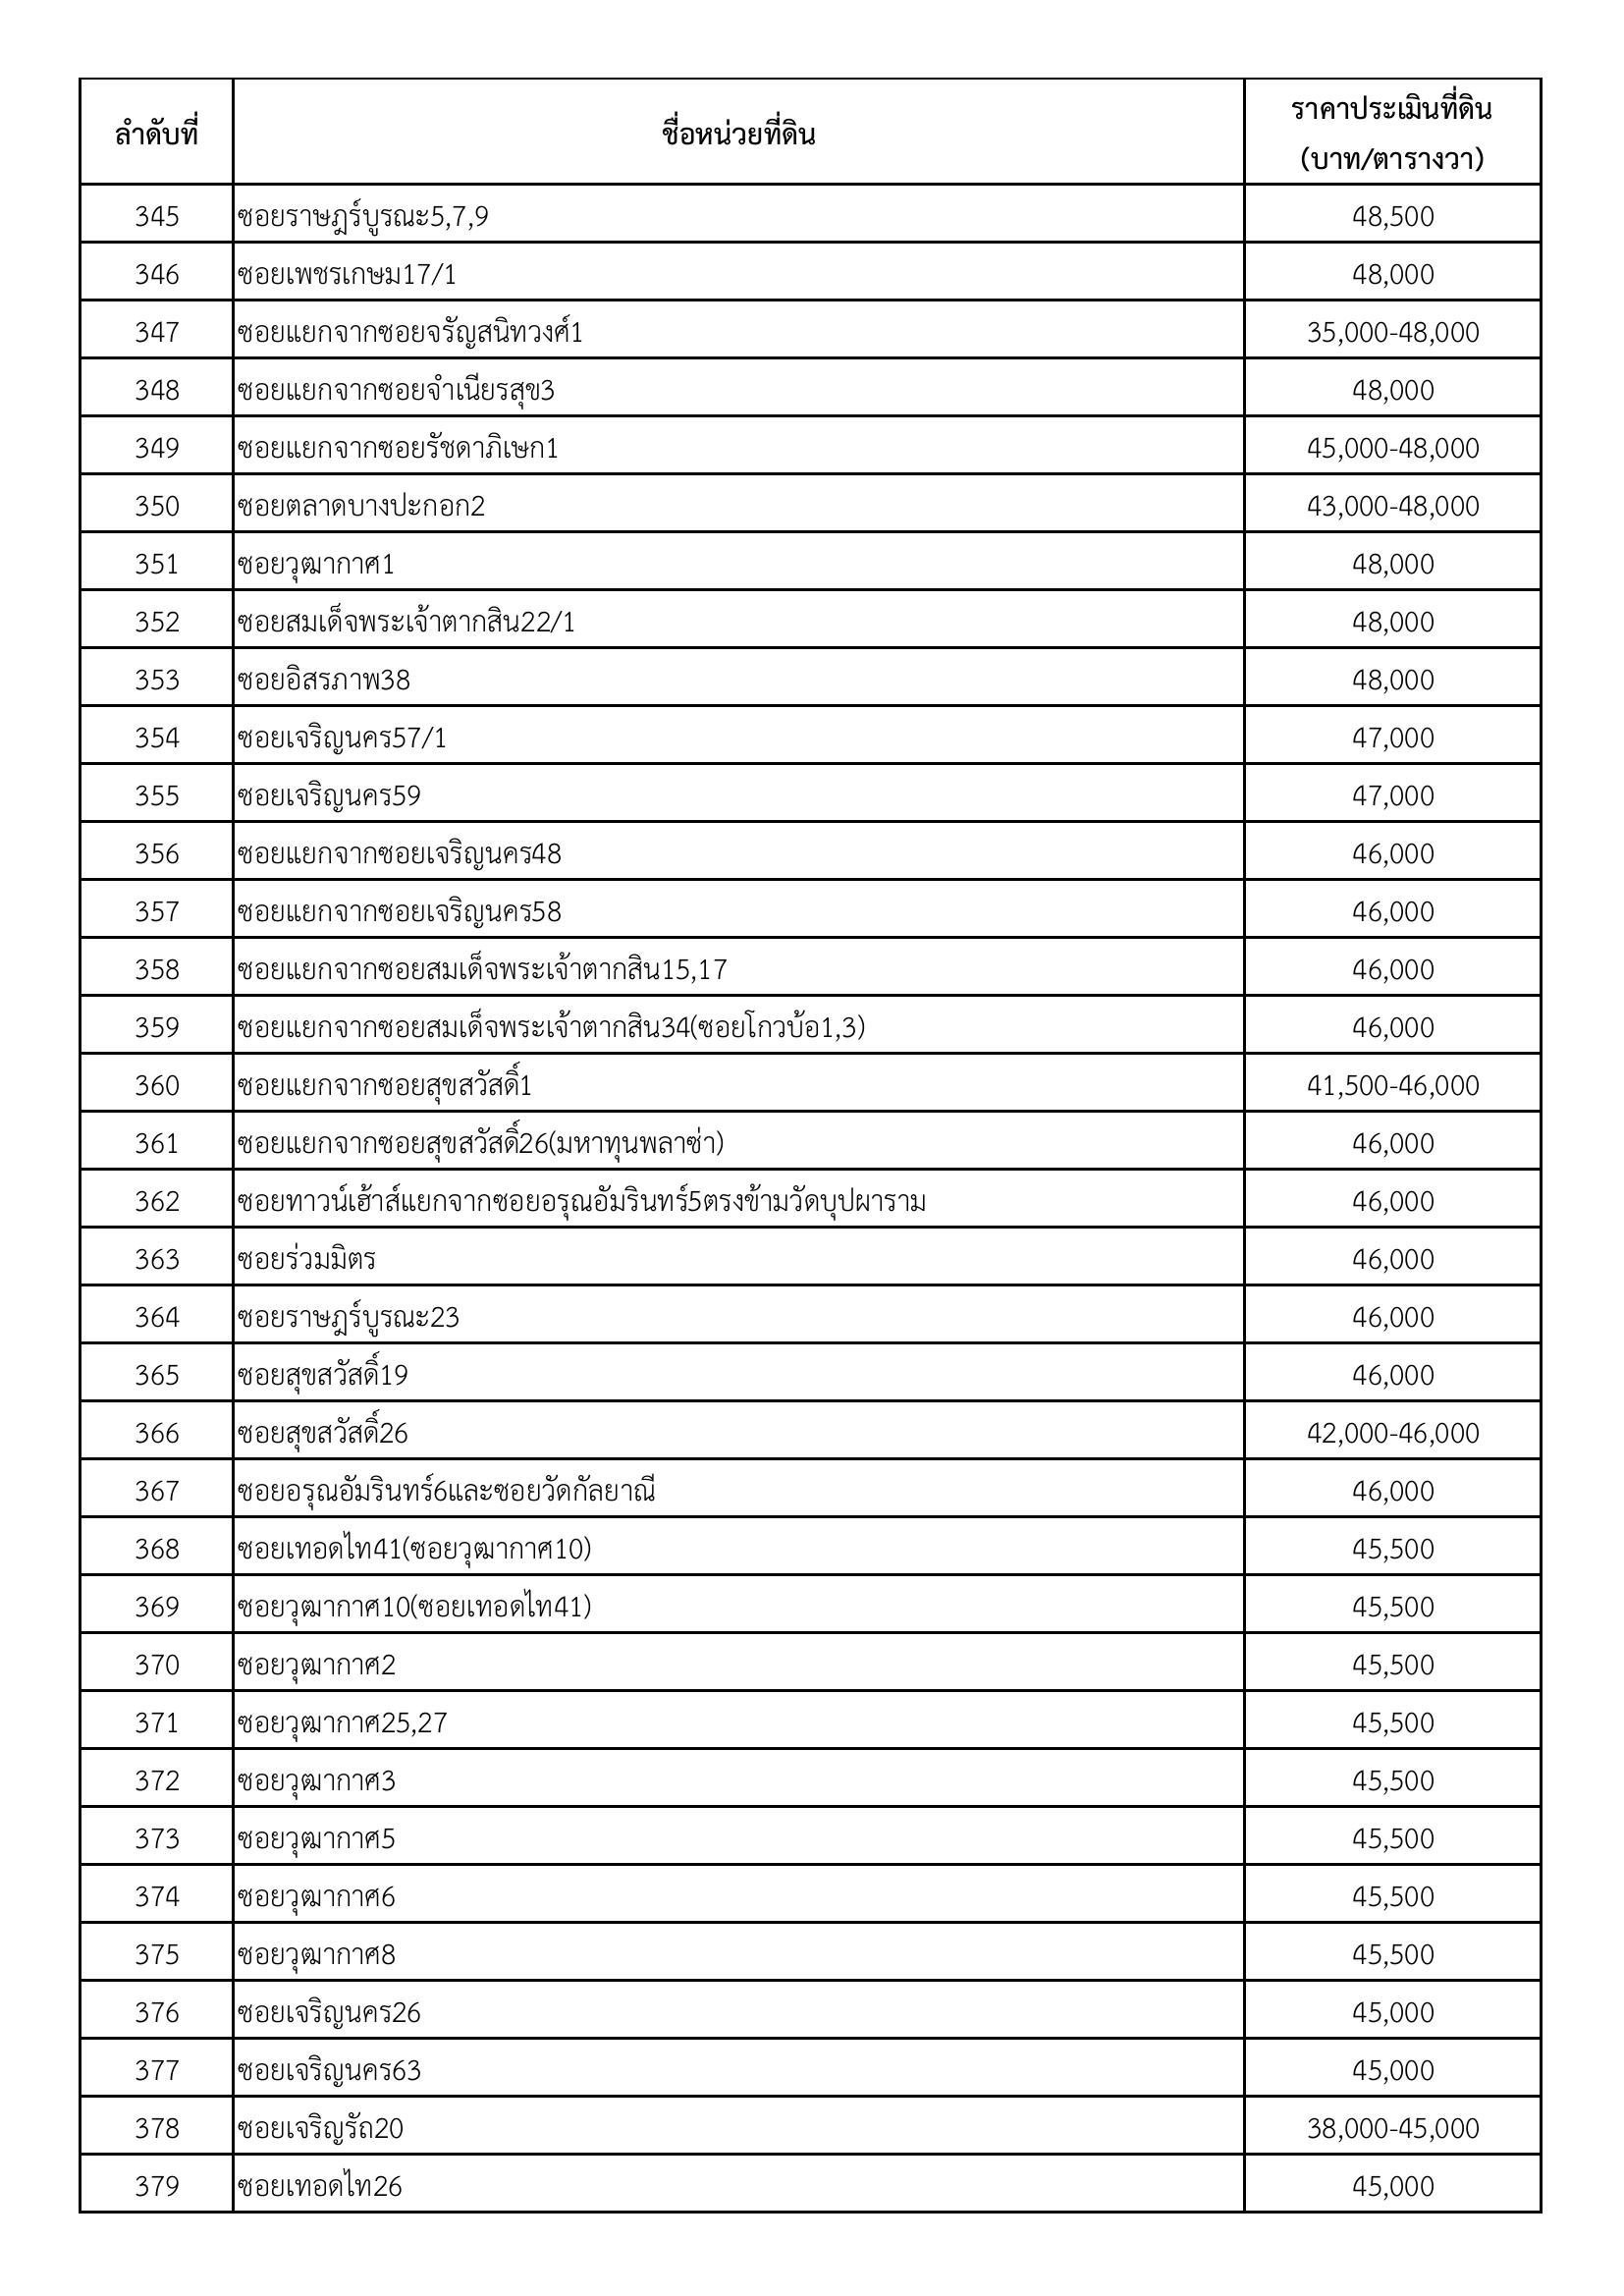 ลำดับที่ ชื่อหน่วยที่ดิน ราคาประเมินที่ดิน (บาท/ตารางวา)
345 ซอยราษฎร์บูรณะ5,7,9 48,500
346 ซอยเพชรเกษม17/1 48,000
347 ซอยแยกจากซอยจรัญสนิทวงศ์1 35,000-48,000
348 ซอยแยกจากซอยจำเนียรสุข3 48,000
349 ซอยแยกจากซอยรัชดาภิเษก1 45,000-48,000
350 ซอยตลาดบางปะกอก2 43,000-48,000
351 ซอยวุฒากาศ1 48,000
352 ซอยสมเด็จพระเจ้าตากสิน22/1 48,000
353 ซอยอิสรภาพ38 48,000
354 ซอยเจริญนคร57/1 47,000
355 ซอยเจริญนคร59 47,000
356 ซอยแยกจากซอยเจริญนคร48 46,000
357 ซอยแยกจากซอยเจริญนคร58 46,000
358 ซอยแยกจากซอยสมเด็จพระเจ้าตากสิน15,17 46,000
359 ซอยแยกจากซอยสมเด็จพระเจ้าตากสิน34(ซอยโกวบ้อ1,3) 46,000
360 ซอยแยกจากซอยสุขสวัสดิ์1 41,500-46,000
361 ซอยแยกจากซอยสุขสวัสดิ์26(มหาทุนพลาซ่า) 46,000
362 ซอยทาวน์เฮ้าส์แยกจากซอยอรุณอัมรินทร์5ตรงข้ามวัดบุปผาราม 46,000
363 ซอยร่วมมิตร 46,000
364 ซอยราษฎร์บูรณะ23 46,000
365 ซอยสุขสวัสดิ์19 46,000
366 ซอยสุขสวัสดิ์26 42,000-46,000
367 ซอยอรุณอัมรินทร์6และซอยวัดกัลยาณี 46,000
368 ซอยเทอดไท41(ซอยวุฒากาศ10) 45,500
369 ซอยวุฒากาศ10(ซอยเทอดไท41) 45,500
370 ซอยวุฒากาศ2 45,500
371 ซอยวุฒากาศ25,27 45,500
372 ซอยวุฒากาศ3 45,500
373 ซอยวุฒากาศ5 45,500
374 ซอยวุฒากาศ6 45,500
375 ซอยวุฒากาศ8 45,500
376 ซอยเจริญนคร26 45,000
377 ซอยเจริญนคร63 45,000
378 ซอยเจริญรัถ20 38,000-45,000
379 ซอยเทอดไท26 45,000